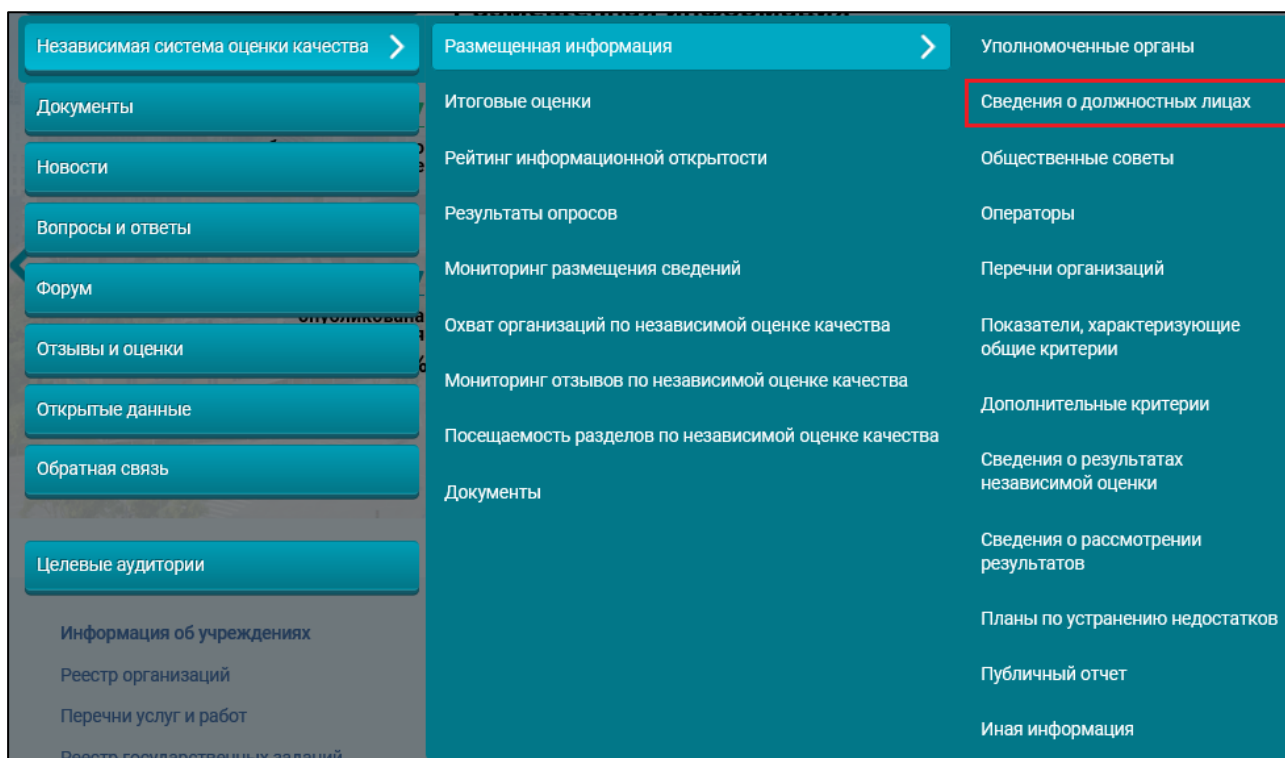 Независимая система оценки качества
Документы
Новости
Вопросы и ответы
Форум
опубликована
Отзывы и оценки
Открытые данные
Обратная связь
Целевые аудитории
Информация об учреждениях
Реестр организаций
Перечни услуг и работ
Реестр государственных заданий
Размещенная информация
Итоговые оценки
Рейтинг информационной открытости
Результаты опросов
Мониторинг размещения сведений
Охват организаций по независимой оценке качества
Мониторинг отзывов по независимой оценке качества
Посещаемость разделов по независимой оценке качества
Документы
Уполномоченные органы
Сведения о должностных лицах
Общественные советы
Операторы
Перечни организаций
Показатели, характеризующие
общие критерии
Дополнительные критерии
Сведения о результатах
независимой оценки
Сведения о рассмотрении
результатов
Планы по устранению недостатков
Публичный отчет
Иная информация